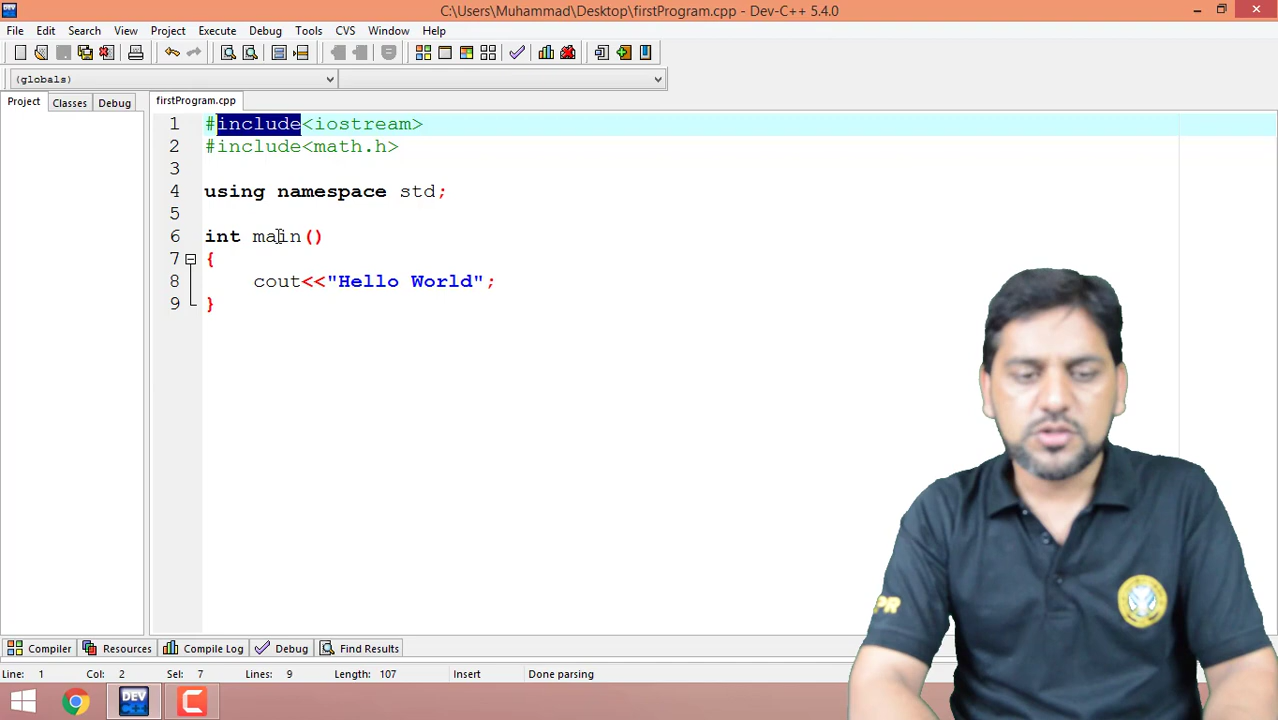 C:\Users\Muhammad\Desktop\firstProgram.cpp - Dev-C++ 5.4.0
File Edit Search View Project Execute Debug Tools CVS Window Help
(globals)
Project Classes Debug firstProgram.cpp
1 #include<iostream>
2 #include<math.h>
3
4 using namespace std;
5
6 int main()
7 {
8 cout<<"Hello World";
9 }
PR
Compiler Resources Compile Log Debug Find Results
Line: 1 Col: 2 Sel: 7 Lines: 9 Length: 107 Insert Done parsing
DEV
C++